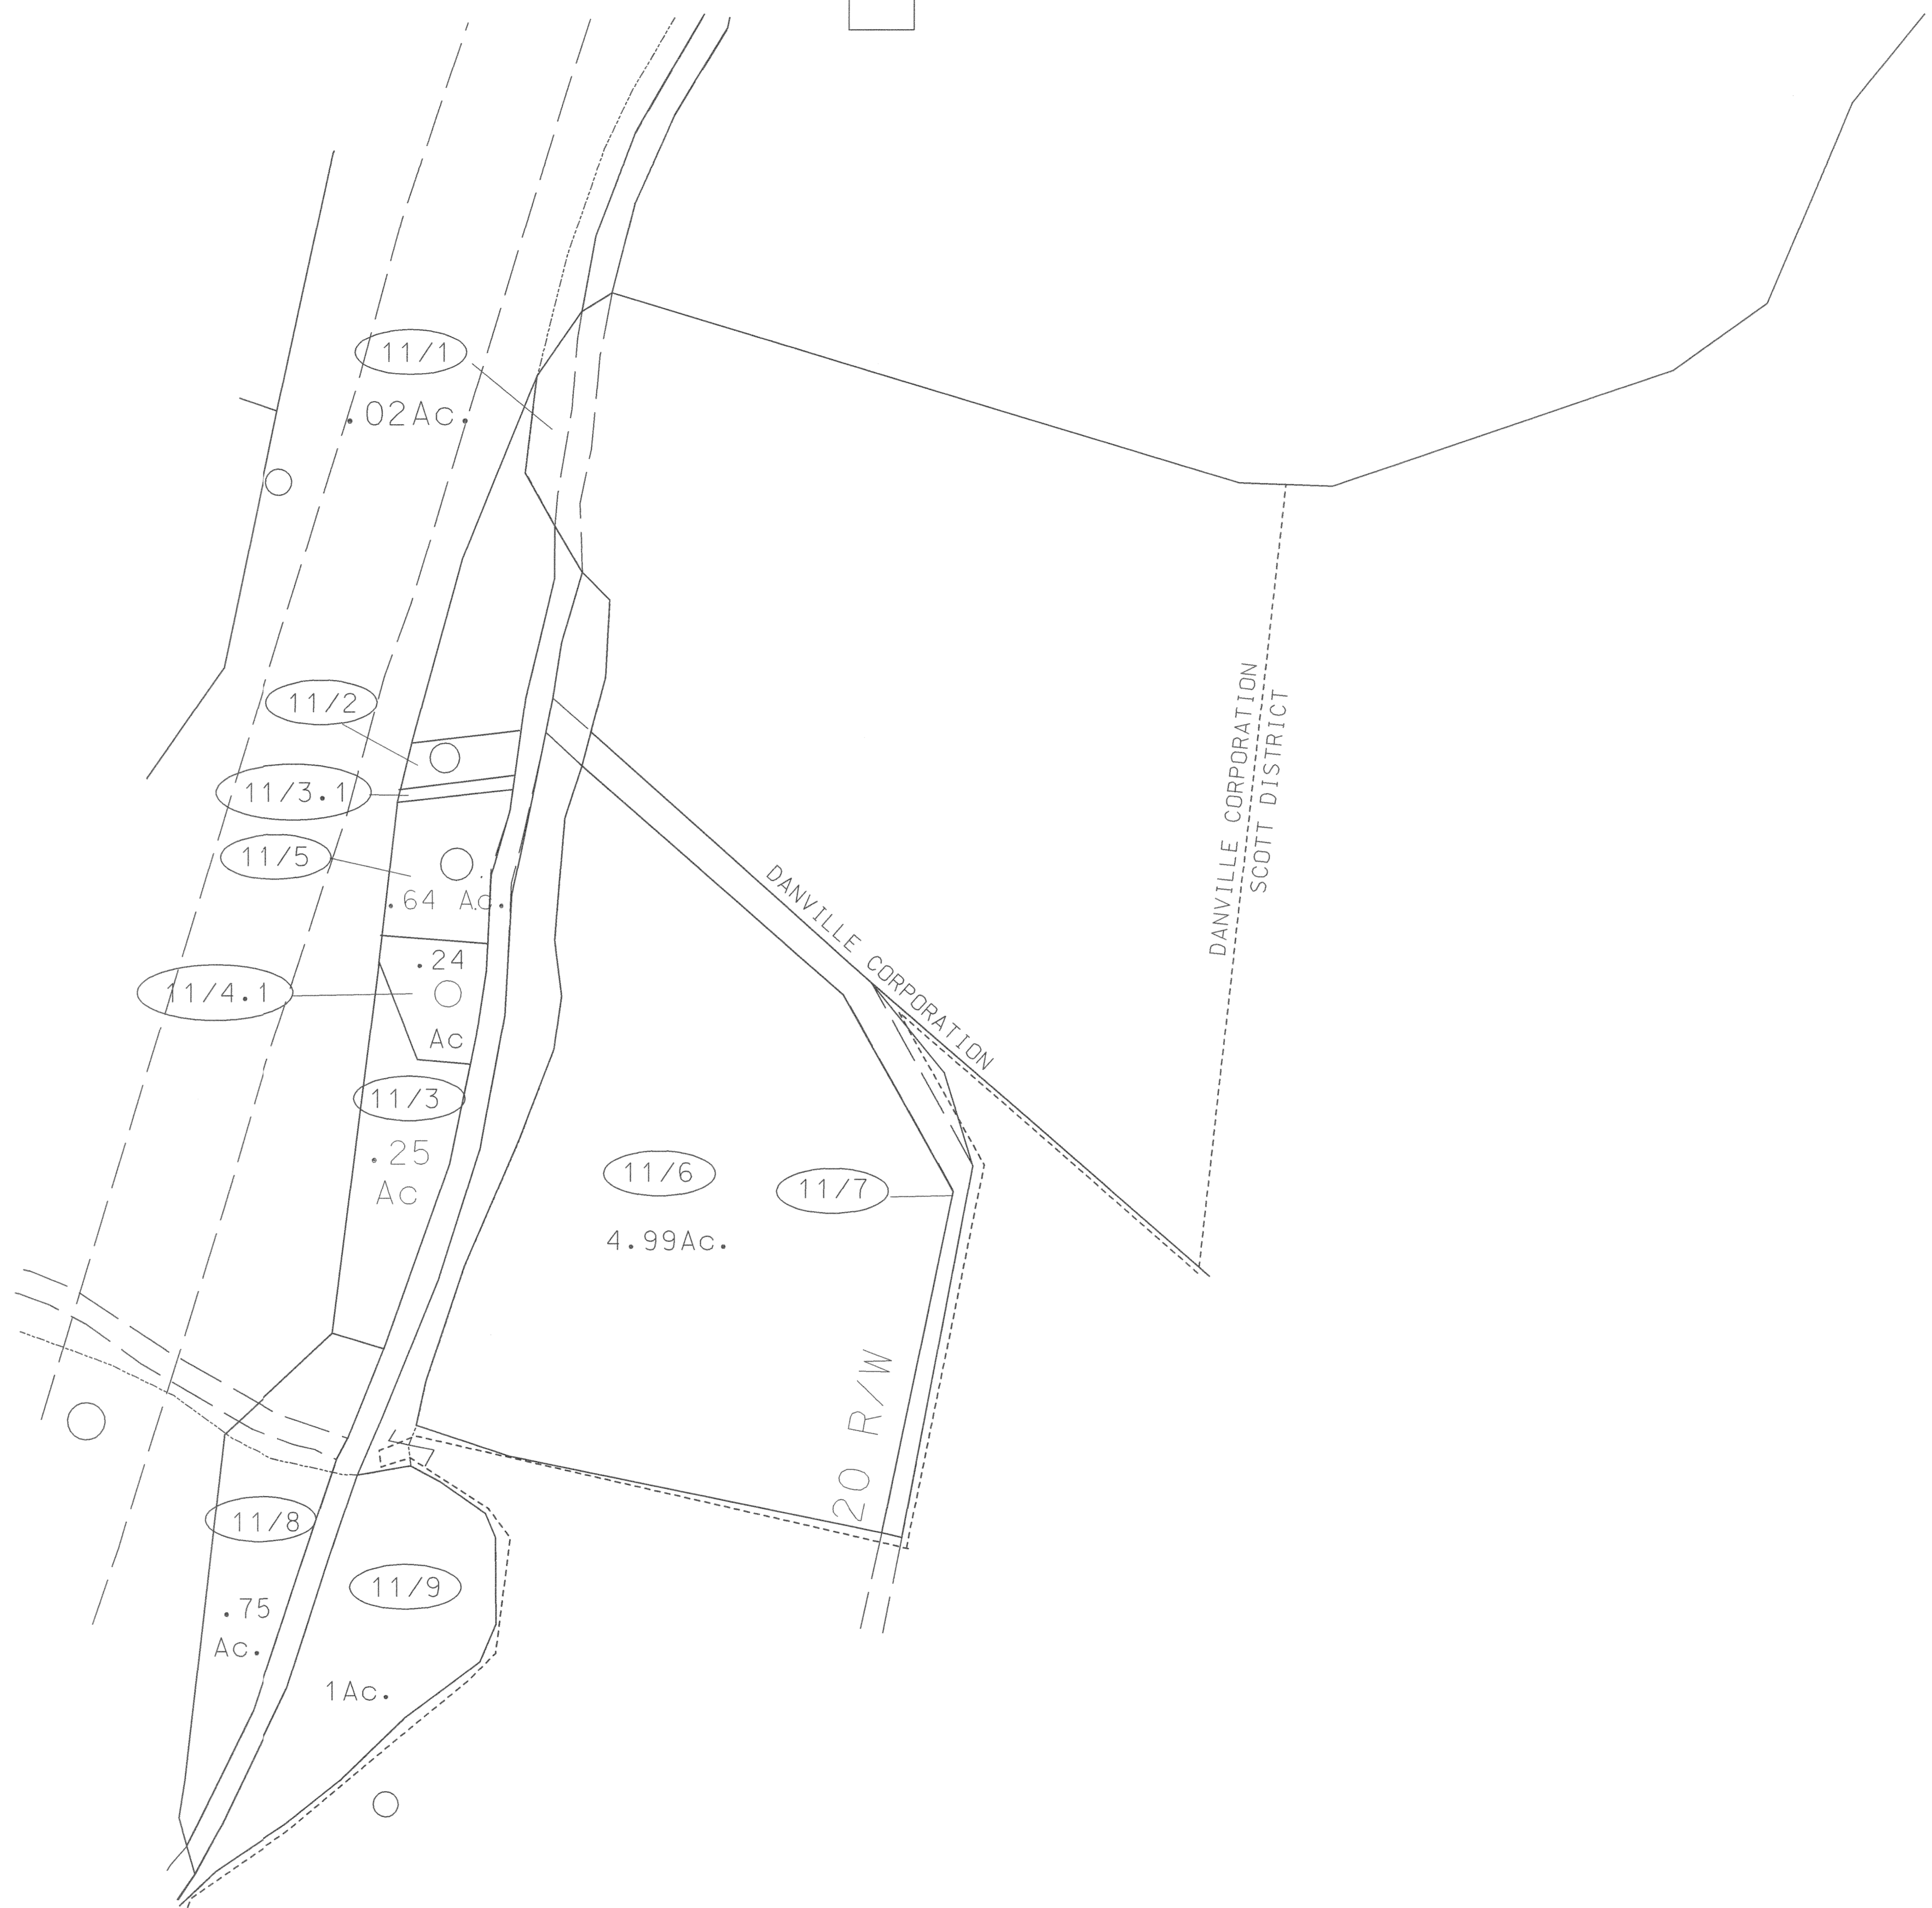 11/1
.02Ac.
11/2
11/3.1
11/5
.64 Ac.
.24
Ac
11/4.1
11/3
.25
Ac
DANVILLE CORPORATION
DANVILLE CORPORATION
SCOTT DISTRICT
11/6
4.99Ac.
11/7
20 R/W
11/8
.75
Ac.
11/9
1Ac.